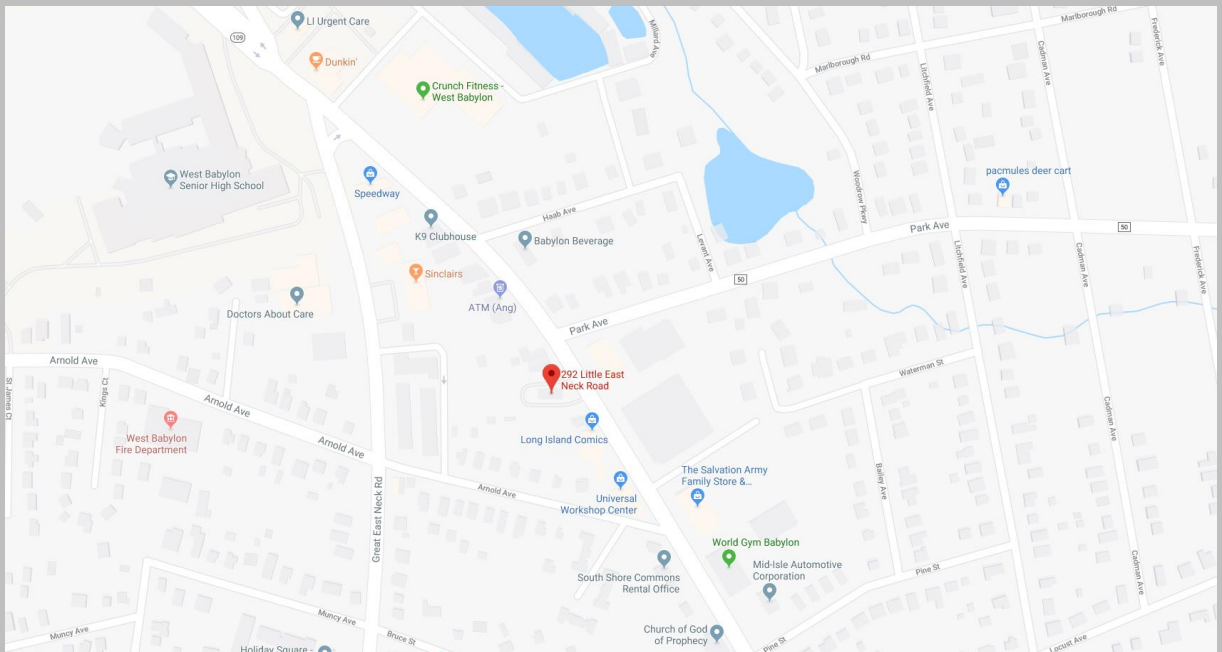 LI Urgent Care
109
Dunkin'
Crunch Fitness -
West Babylon
Millard Ave
Marlborough Rd
Marlborough Rd
Litchfield Ave
Cadman Ave
Frederick Ave
West Babylon
Senior High School
Speedway
K9 Clubhouse
Haab Ave
Babylon Beverage
Sinclairs
ATM (Ang)
Doctors About Care
Levant Ave
Woodrow Pkwy
pacmules deer cart
Park Ave
50
50
Litchfield Ave
Cadman Ave
Frederick Ave
Park Ave
Arnold Ave
St James Ct
Kings Ct
Arnold Ave
292 Little East
Neck Road
Waterman St
West Babylon
Fire Department
Arnold Ave
Long Island Comics
Cadman Ave
Great East Neck Rd
Arnold Ave
Universal
Workshop Center
The Salvation Army
Family Store &...
Bailey Ave
World Gym Babylon
South Shore Commons
Rental Office
Mid-Isle Automotive
Corporation
Pine St
Cadman Ave
Muncy Ave
Muncy Ave
Bruce St
Holiday Square -
Church of God
of Prophecy
Pine St
Locust Ave